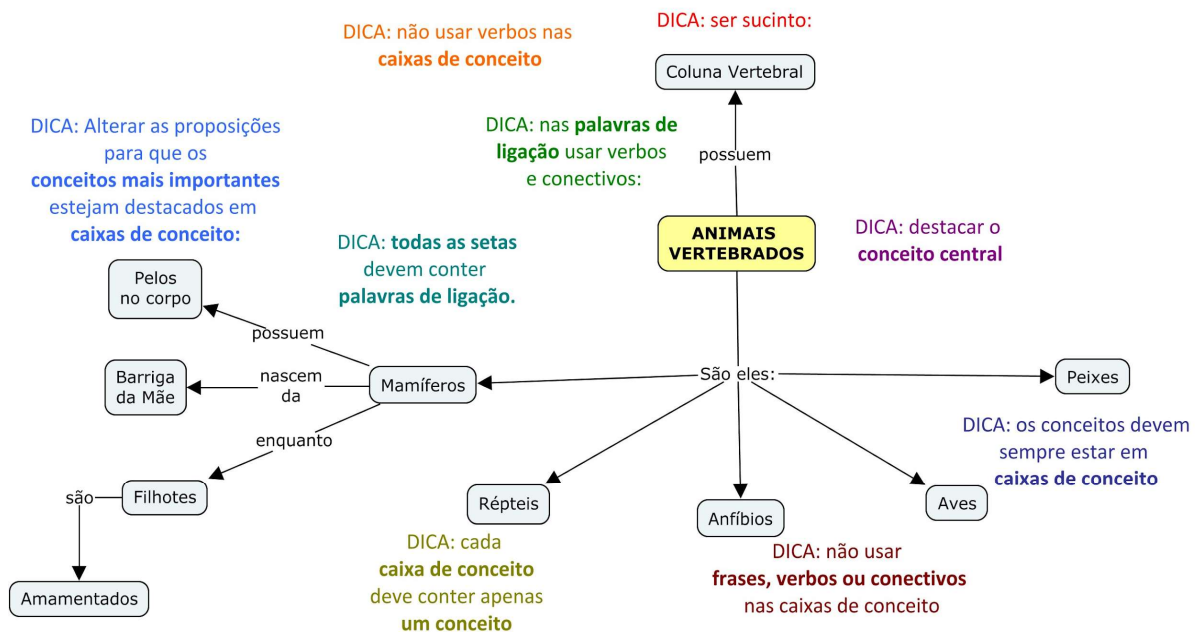 DICA: não usar verbos nas
caixas de conceito
DICA: ser sucinto:
Coluna Vertebral
DICA: Alterar as proposições
para que os
conceitos mais importantes
estejam destacados em
caixas de conceito:
DICA: nas palavras de
ligação usar verbos
e conectivos:
possuem
DICA: todas as setas
devem conter
palavras de ligação.
ANIMAIS
VERTEBRADOS
DICA: destacar o
conceito central
Pelos
no corpo
possuem
Barriga
da Mãe
nascem
da
Mamíferos
São eles:
Peixes
enquanto
DICA: os conceitos devem
sempre estar em
caixas de conceito
são
Filhotes
Répteis
Anfíbios
Aves
DICA: cada
caixa de conceito
deve conter apenas
um conceito
DICA: não usar
frases, verbos ou conectivos
nas caixas de conceito
Amamentados